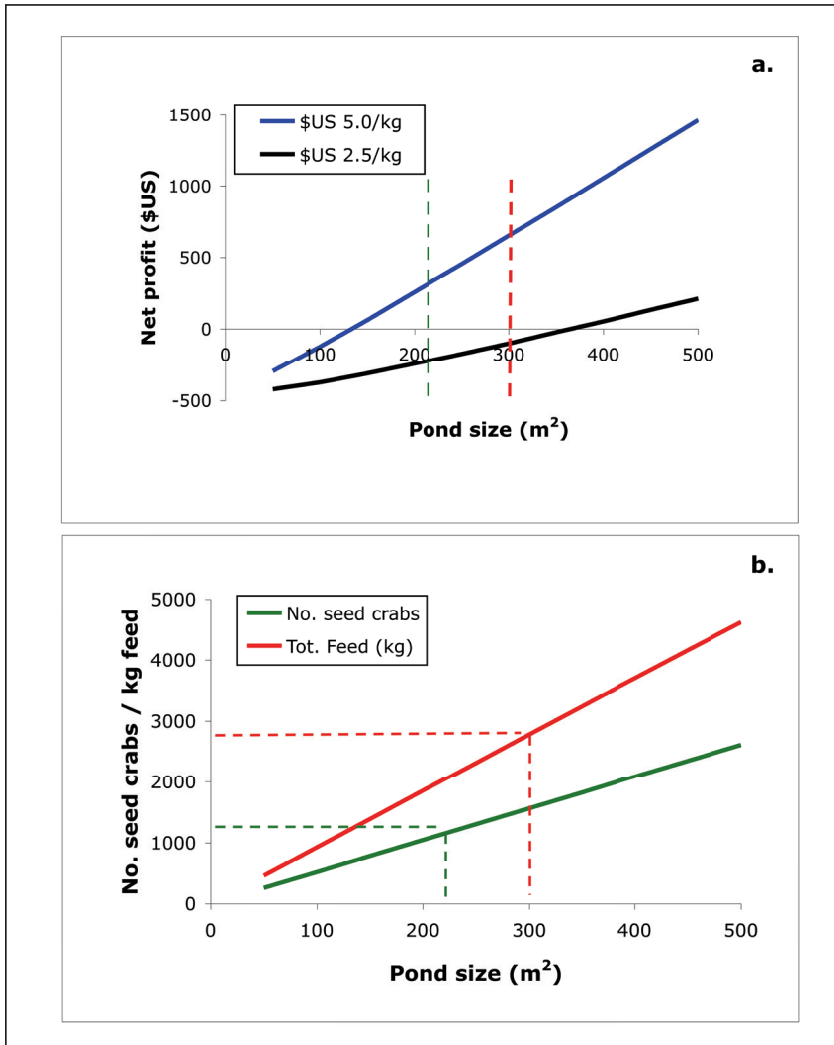 a.
$US 5.0/kg
$US 2.5/kg
Net profit ($US)
1500
1000
500
0
-500
0
100
200
300
400
500
Pond size (m²)
b.
No. seed crabs
Tot. Feed (kg)
No. seed crabs / kg feed
5000
4000
3000
2000
1000
0
0
100
200
300
400
500
Pond size (m²)